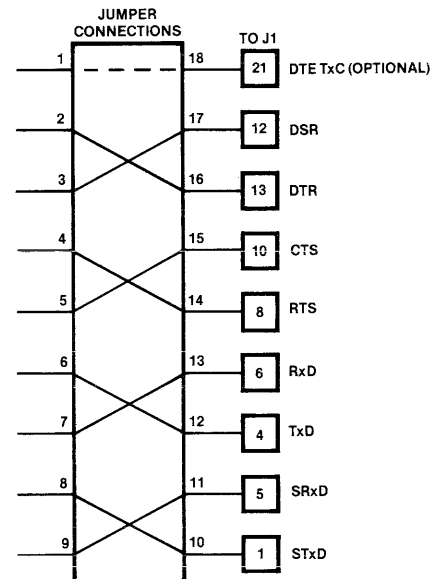 JUMPER
CONNECTIONS
TO J1
1 18 21 DTE TxC (OPTIONAL)
2 17 12 DSR
3 16 13 DTR
4 15 10 CTS
5 14 8 RTS
6 13 6 RxD
7 12 4 TxD
8 11 5 SRxD
9 10 1 STxD